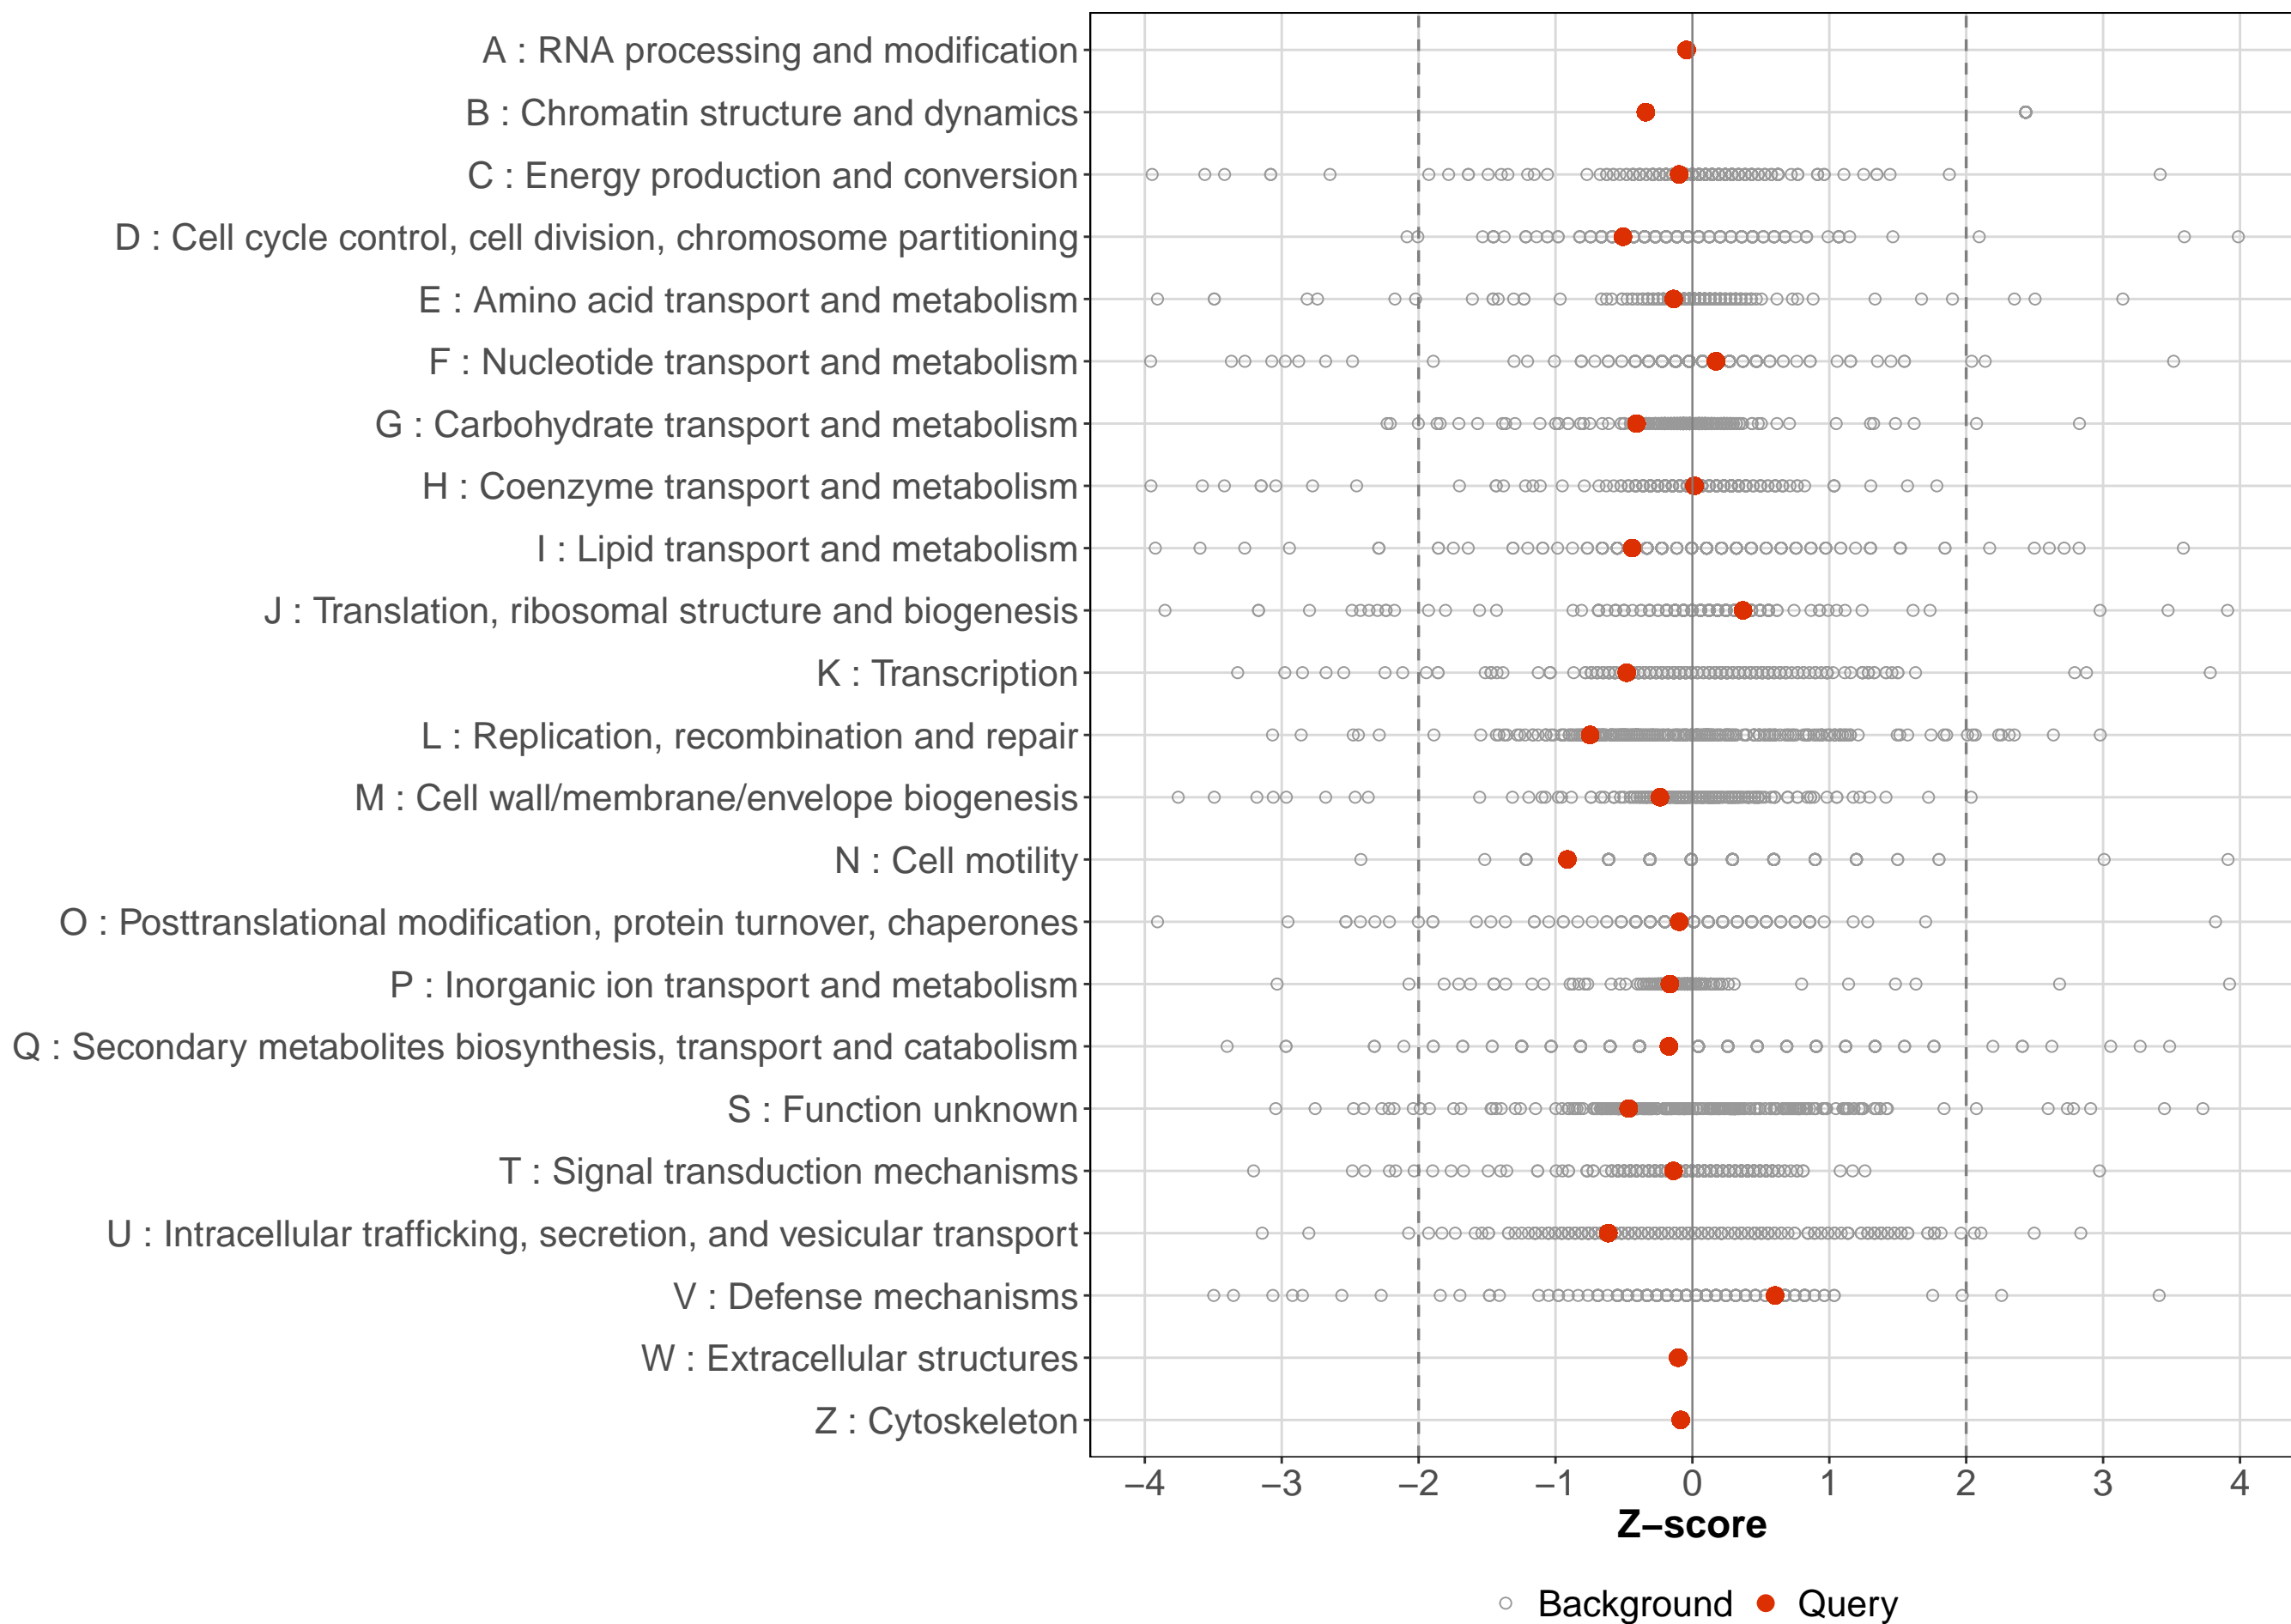 A : RNA processing and modification
B : Chromatin structure and dynamics
C : Energy production and conversion
D : Cell cycle control, cell division, chromosome partitioning
E : Amino acid transport and metabolism
F : Nucleotide transport and metabolism
G : Carbohydrate transport and metabolism
H : Coenzyme transport and metabolism
I : Lipid transport and metabolism
J : Translation, ribosomal structure and biogenesis
K : Transcription
L : Replication, recombination and repair
M : Cell wall/membrane/envelope biogenesis
N : Cell motility
O : Posttranslational modification, protein turnover, chaperones
P : Inorganic ion transport and metabolism
Q : Secondary metabolites biosynthesis, transport and catabolism
S : Function unknown
T : Signal transduction mechanisms
U : Intracellular trafficking, secretion, and vesicular transport
V : Defense mechanisms
W : Extracellular structures
Z : Cytoskeleton
−4 −3 −2 −1 0 1 2 3 4
Z−score
Background Query